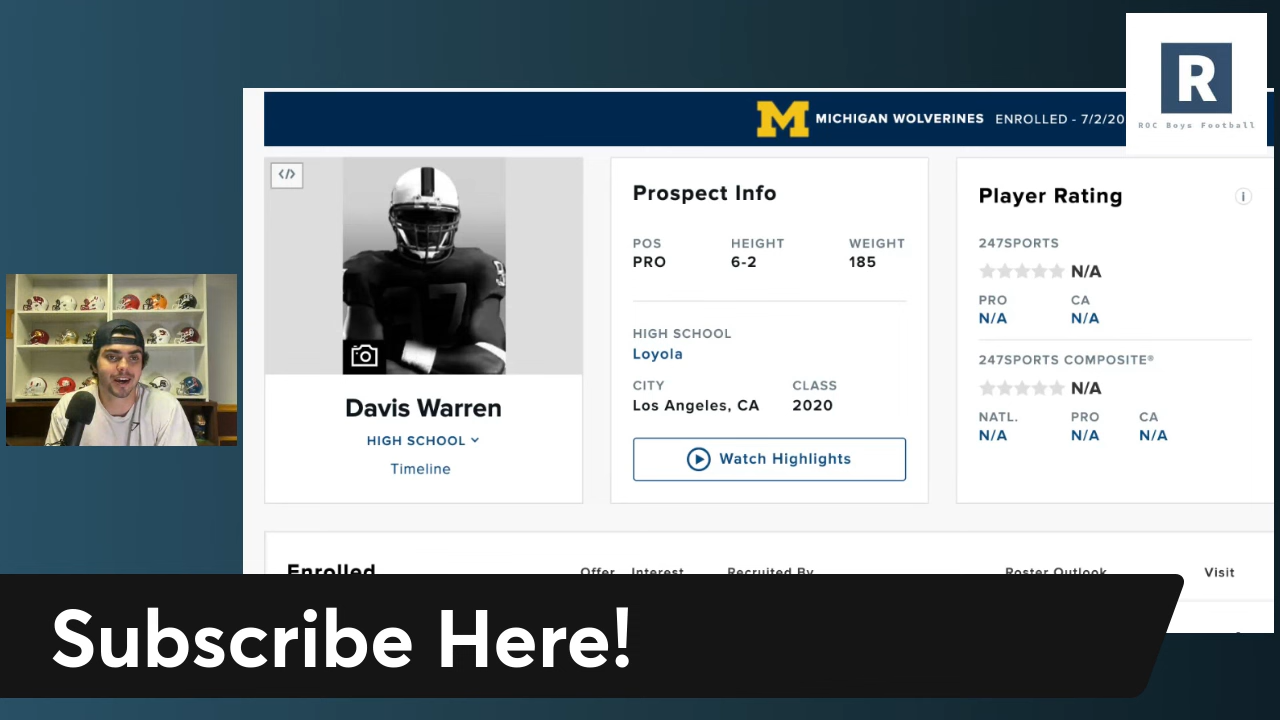 R
ROC Boys Football
MICHIGAN WOLVERINES ENROLLED - 7/2/20
</>
Davis Warren
HIGH SCHOOL
Timeline
Prospect Info
POS HEIGHT WEIGHT
PRO 6-2 185
HIGH SCHOOL
Loyola
CITY CLASS
Los Angeles, CA 2020
Watch Highlights
Player Rating i
247SPORTS
N/A
PRO CA
N/A N/A
247SPORTS COMPOSITE®
N/A
NATL. PRO CA
N/A N/A N/A
Enrolled Offer Interest Recruited By Roster Outlook Visit
Subscribe Here!